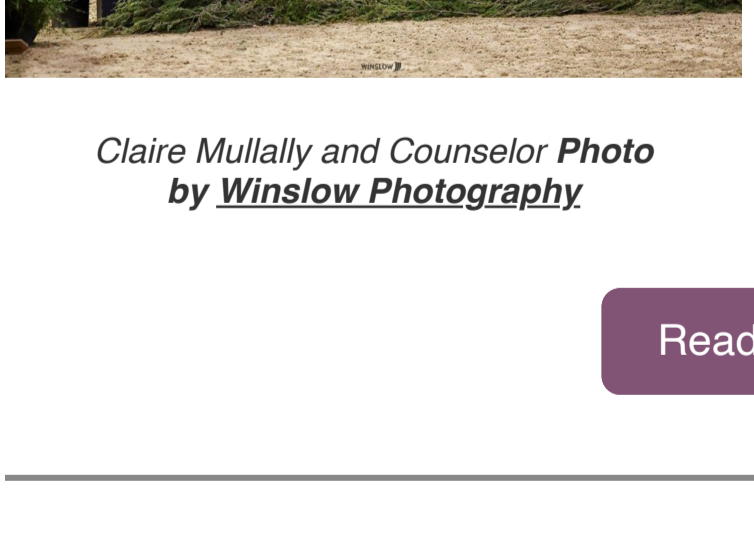 WINSLOW
Claire Mullally and Counselor Photo
by Winslow Photography
Read